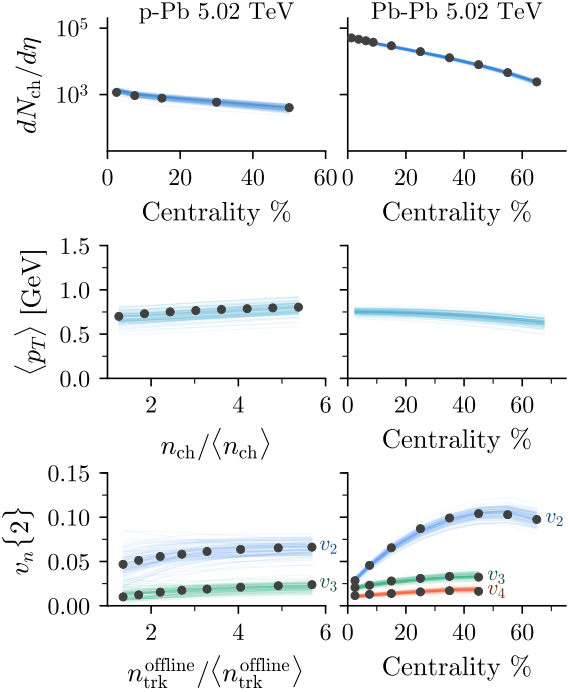 p-Pb 5.02 TeV
Pb-Pb 5.02 TeV
dN_ch/dη
10^5
10^3
0 20 40 60
0 20 40 60
Centrality %
Centrality %
⟨p_T⟩ [GeV]
1.5
1.0
0.5
0.0
2 4 6
0 20 40 60
n_ch/⟨n_ch⟩
Centrality %
v_n{2}
0.15
0.10
0.05
0.00
v_2
v_3
v_2
v_3
v_4
2 4 6
0 20 40 60
n_trk^offline/⟨n_trk^offline⟩
Centrality %